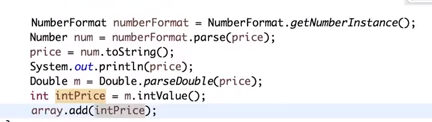 NumberFormat numberFormat = NumberFormat.getNumberInstance();
Number num = numberFormat.parse(price);
price = num.toString();
System.out.println(price);
Double m = Double.parseDouble(price);
int intPrice = m.intValue();
array.add(intPrice);